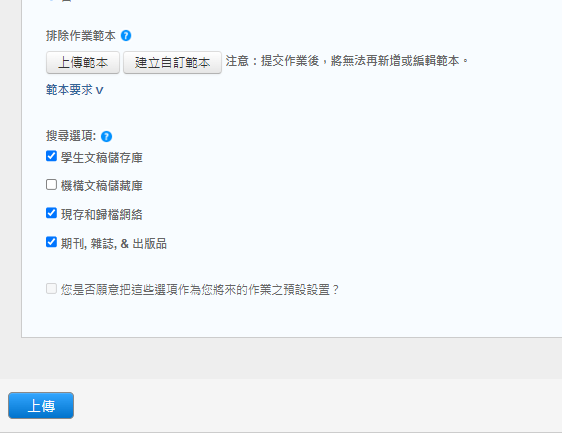 排除作業範本 ?
上傳範本 建立自訂範本 注意：提交作業後，將無法再新增或編輯範本。
範本要求 v
搜尋選項: ?
學生文稿儲存庫
機構文稿儲藏庫
現存和歸檔網絡
期刊, 雜誌, & 出版品
您是否願意把這些選項作為您將來的作業之預設設置？
上傳